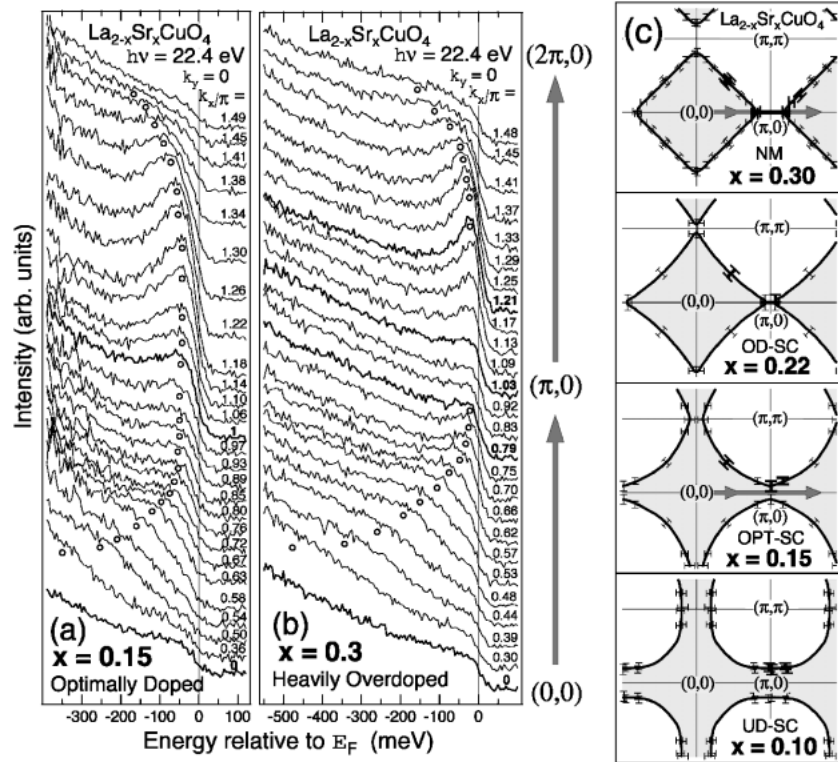 La2-xSrxCuO4
hν = 22.4 eV
ky = 0
kx/π =
1.49
1.45
1.41
1.38
1.34
1.30
1.26
1.22
1.18
1.14
1.10
1.06
1
0.97
0.93
0.89
0.85
0.80
0.76
0.72
0.67
0.63
0.58
0.54
0.50
0.36
0
(a)
x = 0.15
Optimally Doped
-300 -200 -100 0 100
La2-xSrxCuO4
hν = 22.4 eV
ky = 0
kx/π =
1.48
1.45
1.41
1.37
1.33
1.29
1.25
1.21
1.17
1.13
1.09
1.03
0.92
0.83
0.79
0.75
0.70
0.66
0.62
0.57
0.53
0.48
0.44
0.39
0.30
0
(b)
x = 0.3
Heavily Overdoped
-500 -400 -300 -200 -100 0
Intensity (arb. units)
Energy relative to EF (meV)
(2π,0)
(π,0)
(0,0)
(c)
La2-xSrxCuO4
(π,π)
(0,0)
(π,0)
NM
x = 0.30
(π,π)
(0,0)
(π,0)
OD-SC
x = 0.22
(π,π)
(0,0)
(π,0)
OPT-SC
x = 0.15
(π,π)
(0,0)
(π,0)
UD-SC
x = 0.10